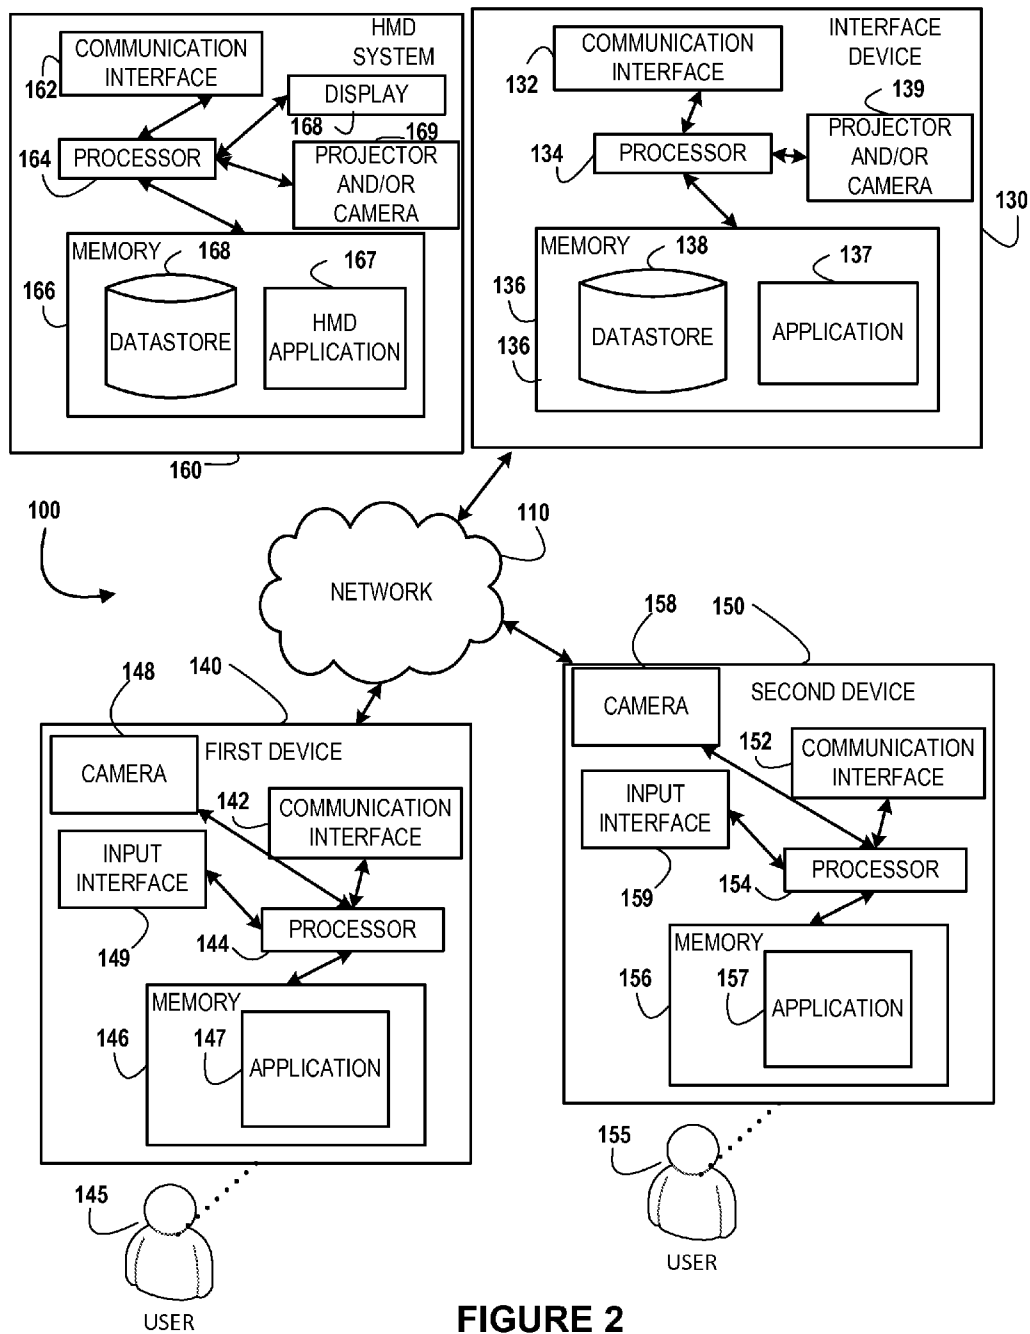 HMD
SYSTEM
COMMUNICATION
INTERFACE
162
DISPLAY
168
169
PROCESSOR
164
PROJECTOR
AND/OR
CAMERA
MEMORY
168
167
166
DATASTORE
HMD
APPLICATION
160
INTERFACE
DEVICE
COMMUNICATION
INTERFACE
132
139
PROCESSOR
134
PROJECTOR
AND/OR
CAMERA
130
MEMORY
138
137
136
136
DATASTORE
APPLICATION
100
110
NETWORK
158
150
CAMERA
SECOND DEVICE
152
COMMUNICATION
INTERFACE
INPUT
INTERFACE
159
PROCESSOR
154
MEMORY
156
157
APPLICATION
155
USER
148
140
CAMERA
FIRST DEVICE
142
COMMUNICATION
INTERFACE
INPUT
INTERFACE
149
PROCESSOR
144
MEMORY
146
147
APPLICATION
145
USER
FIGURE 2